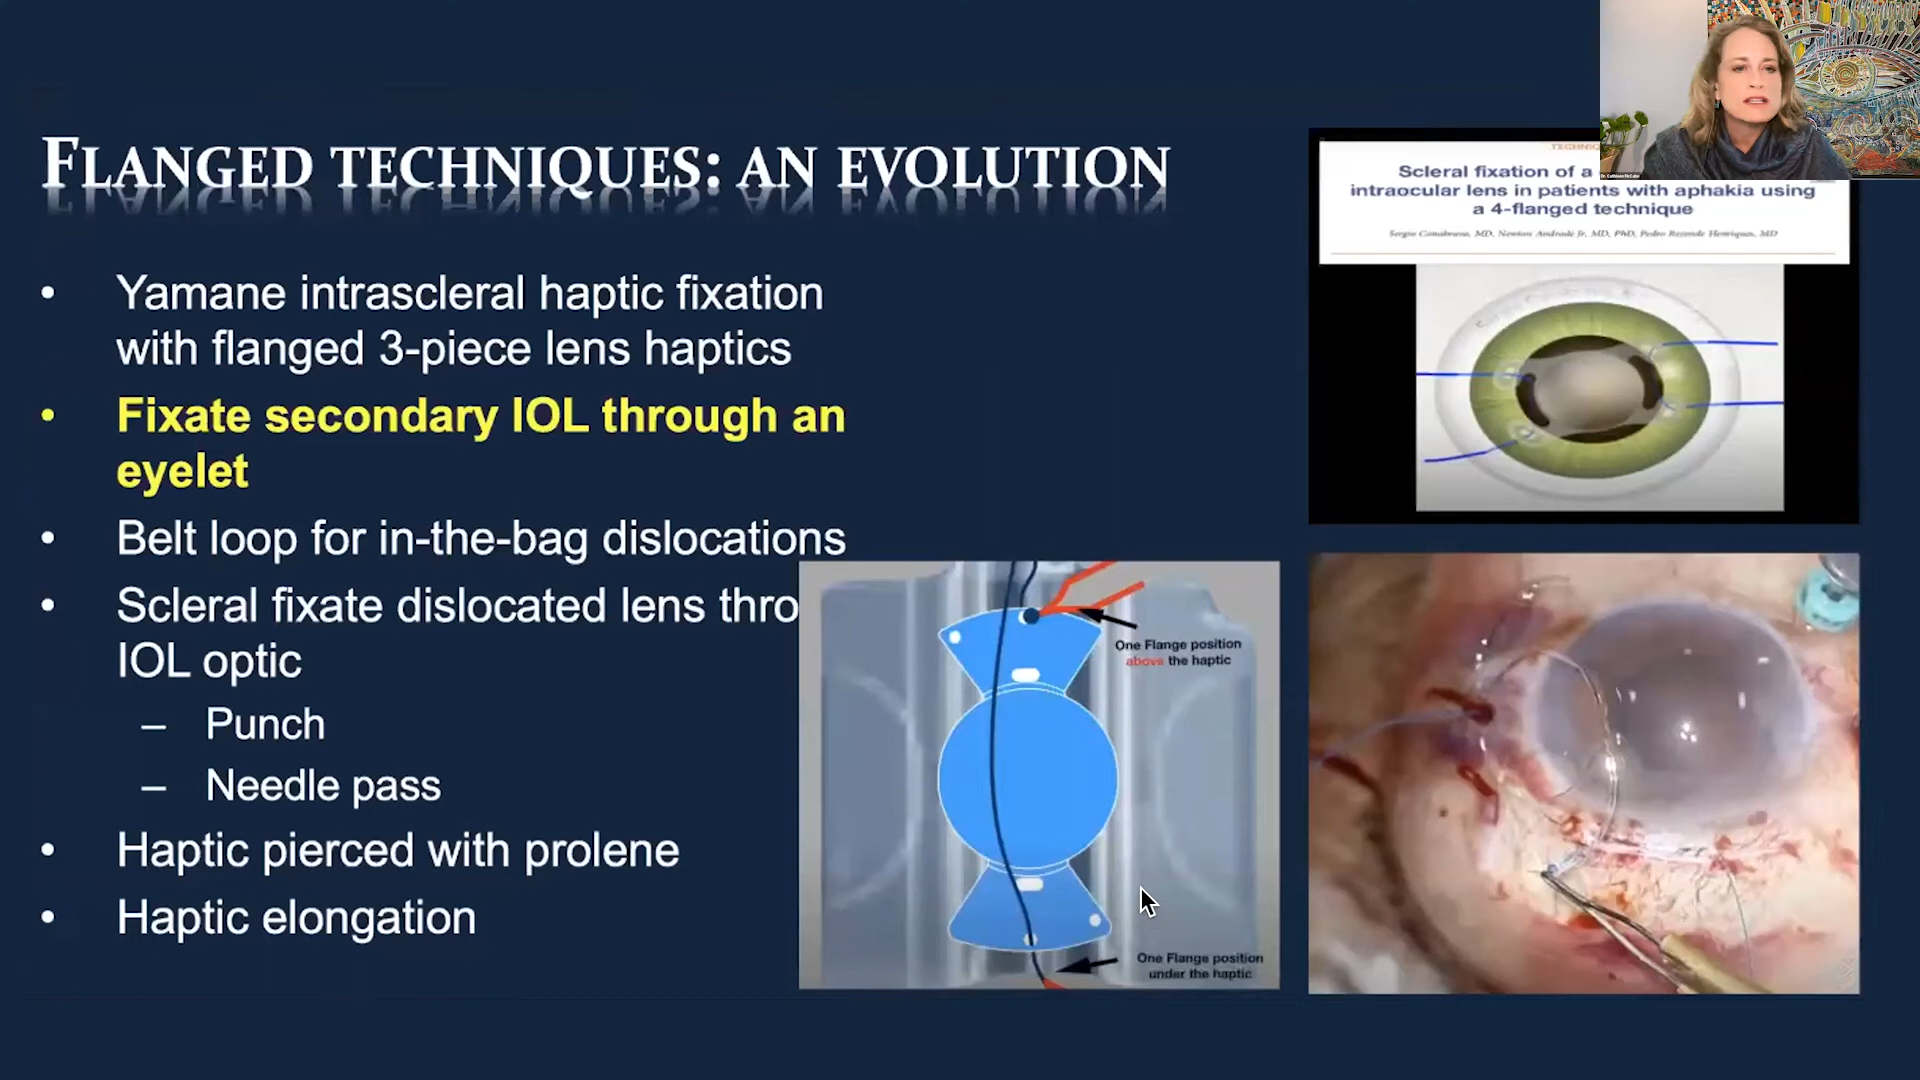 FLANGED TECHNIQUES: AN EVOLUTION
• Yamane intrascleral haptic fixation
with flanged 3-piece lens haptics
• Fixate secondary IOL through an
eyelet
• Belt loop for in-the-bag dislocations
• Scleral fixate dislocated lens thro
IOL optic
– Punch
– Needle pass
• Haptic pierced with prolene
• Haptic elongation
One Flange position
above the haptic
One Flange position
under the haptic
Scleral fixation of a
intraocular lens in patients with aphakia using
a 4-flanged technique
Sergio Canabrava, MD, Newton Andrade Jr, MD, PhD, Pedro Rezende Henriques, MD